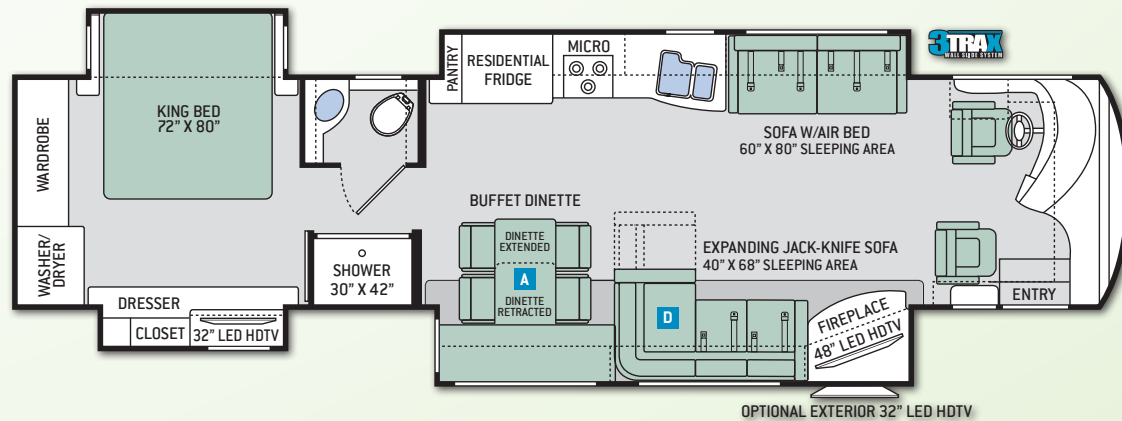 3TRAX
WALL SLIDE SYSTEM
KING BED
72" X 80"
WARDROBE
WASHER/
DRYER
DRESSER
CLOSET
32" LED HDTV
SHOWER
30" X 42"
PANTRY
RESIDENTIAL
FRIDGE
MICRO
SOFA W/AIR BED
60" X 80" SLEEPING AREA
BUFFET DINETTE
DINETTE
EXTENDED
A
DINETTE
RETRACTED
EXPANDING JACK-KNIFE SOFA
40" X 68" SLEEPING AREA
D
FIREPLACE
48" LED HDTV
ENTRY
OPTIONAL EXTERIOR 32" LED HDTV